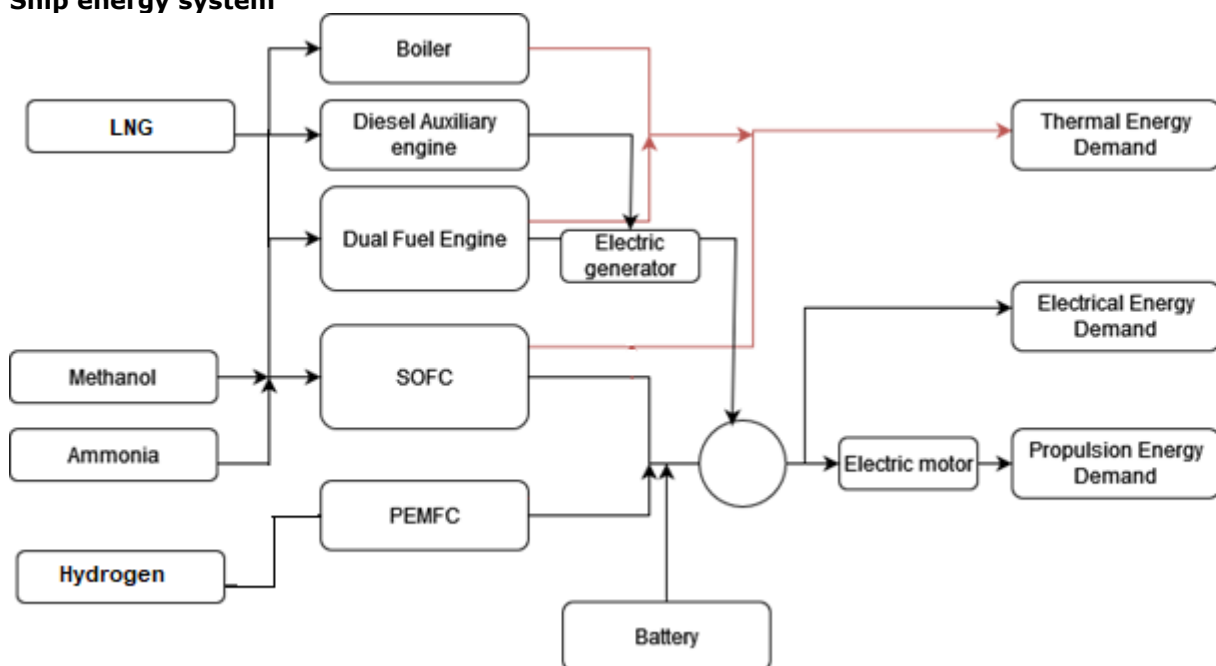 Ship energy system
Boiler
LNG
Diesel Auxiliary
engine
Thermal Energy
Demand
Dual Fuel Engine
Electric
generator
Electrical Energy
Demand
Methanol
SOFC
Ammonia
Electric motor
Propulsion Energy
Demand
PEMFC
Hydrogen
Battery